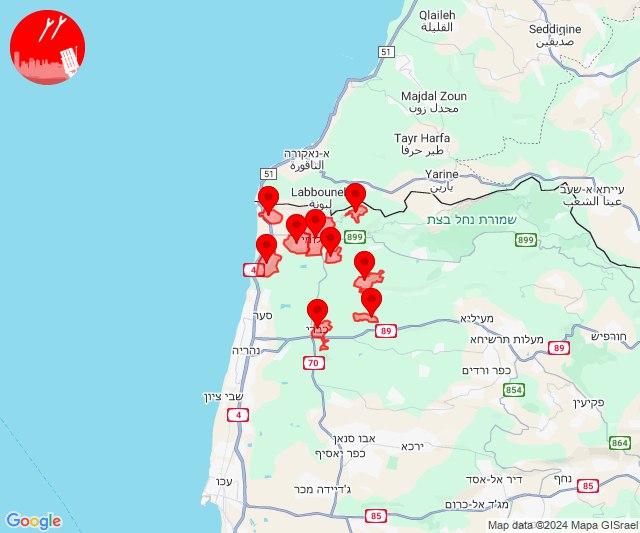 Qlaileh
القليلة
Seddigine
صديقين
51
Majdal Zoun
مجدل زون
Tayr Harfa
طير حرفا
א-נאקורה
الناقورة
51
Yarine
يارين
Labbouneh
لبونة
עייתא א-שעב
عيتا الشعب
שמורת נחל בצת
899
899
4
סער
כברי
89
מעיליא
נהריה
מעלות תרשיחא
חורפיש
89
70
כפר ורדים
שבי ציון
854
פקיעין
4
אבו סנאן
ירכא
864
כפר יאסיף
עכו
ג'דיידה מכר
דיר אל-אסד
נחף
85
מג'ד אל-כרום
85
Google
Map data ©2024 Mapa GISrael